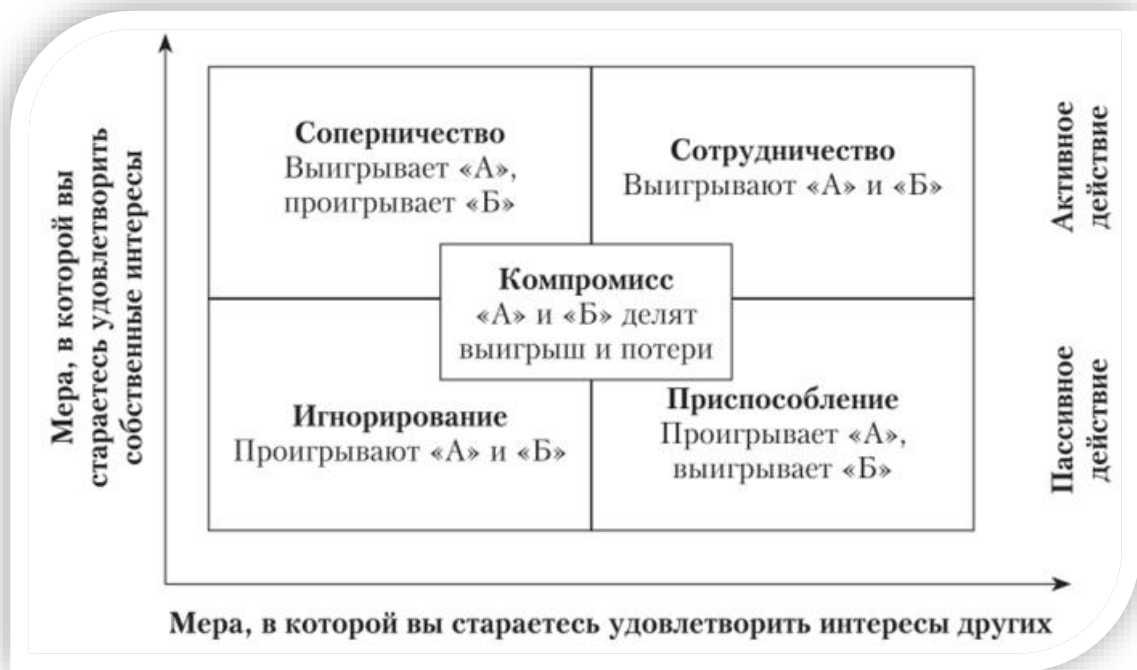 Мера, в которой вы
стараетесь удовлетворить
собственные интересы
Соперничество
Выигрывает «А»,
проигрывает «Б»
Сотрудничество
Выигрывают «А» и «Б»
Компромисс
«А» и «Б» делят
выигрыш и потери
Игнорирование
Проигрывают «А» и «Б»
Приспособление
Проигрывает «А»,
выигрывает «Б»
Активное
действие
Пассивное
действие
Мера, в которой вы стараетесь удовлетворить интересы других